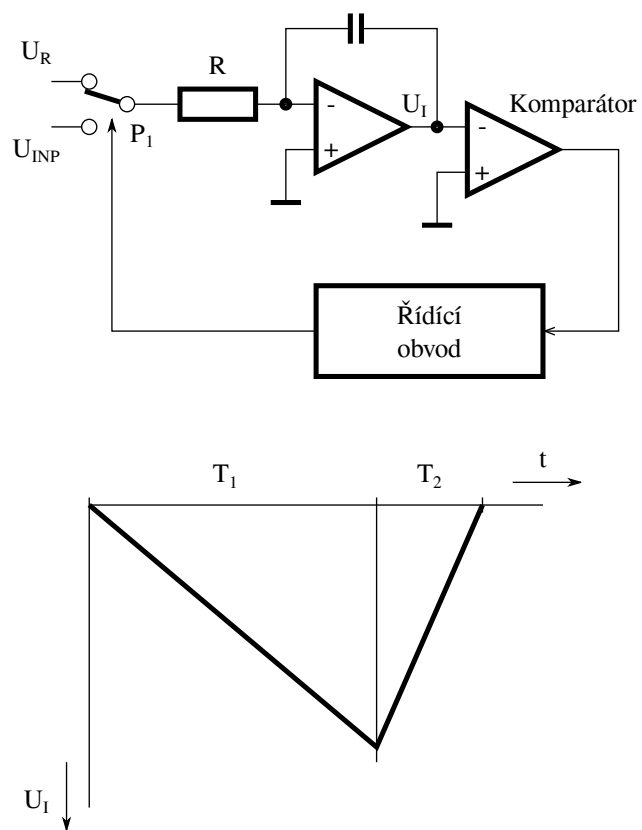 U_R
R
U_I
Komparátor
-
-
+
+
U_INP
P_1
Řídící
obvod
T_1
T_2
t
U_I